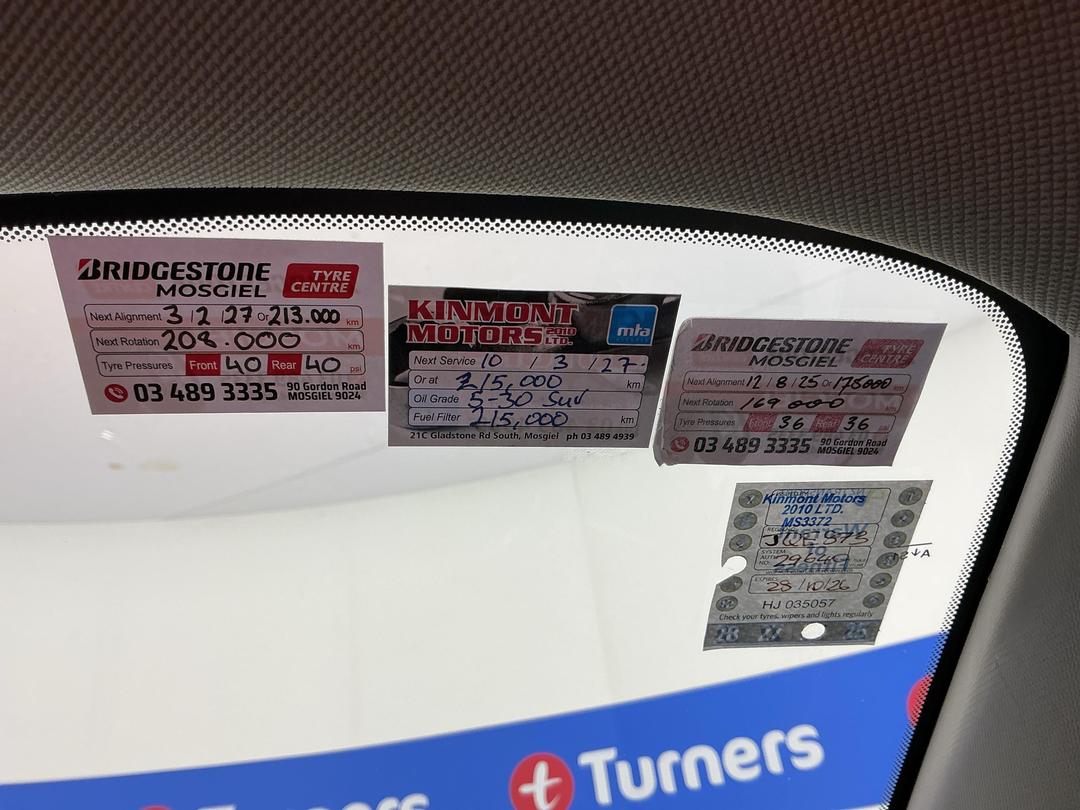 BRIDGESTONE
MOSGIEL
TYRE
CENTRE
Next Alignment 3 / 2 / 27 Or 213.000 km
Next Rotation 208.000 km
Tyre Pressures Front 40 Rear 40 psi
03 489 3335 90 Gordon Road
MOSGIEL 9024
KINMONT
MOTORS 2010
LTD.
mta
Next Service 10 / 3 / 27.
Or at 215,000 km
Oil Grade 5-30
Fuel Filter 215,000 km
21C Gladstone Rd South, Mosgiel ph 03 489 4939
BRIDGESTONE
MOSGIEL
TYRE
CENTRE
Next Alignment 12 / 8 / 25 Or km
Next Rotation 169 000
Tyre Pressures Front 36 Rear 36 psi
03 489 3335 90 Gordon Road
MOSGIEL 9024
Kinmont Motors
2010 LTD.
MS3372
EXPIRES
28/10/26
HJ 035057
Check your tyres, wipers and lights regularly
t Turners
Turners